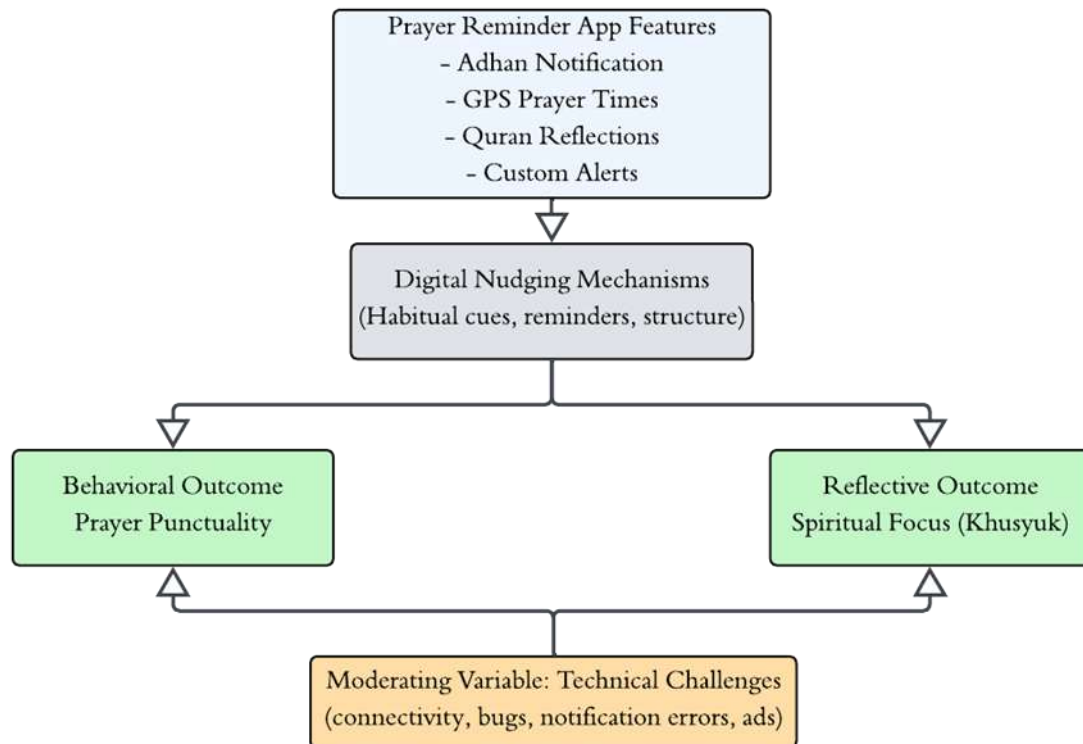 Prayer Reminder App Features
- Adhan Notification
- GPS Prayer Times
- Quran Reflections
- Custom Alerts
Digital Nudging Mechanisms
(Habitual cues, reminders, structure)
Behavioral Outcome
Prayer Punctuality
Reflective Outcome
Spiritual Focus (Khusyuk)
Moderating Variable: Technical Challenges
(connectivity, bugs, notification errors, ads)